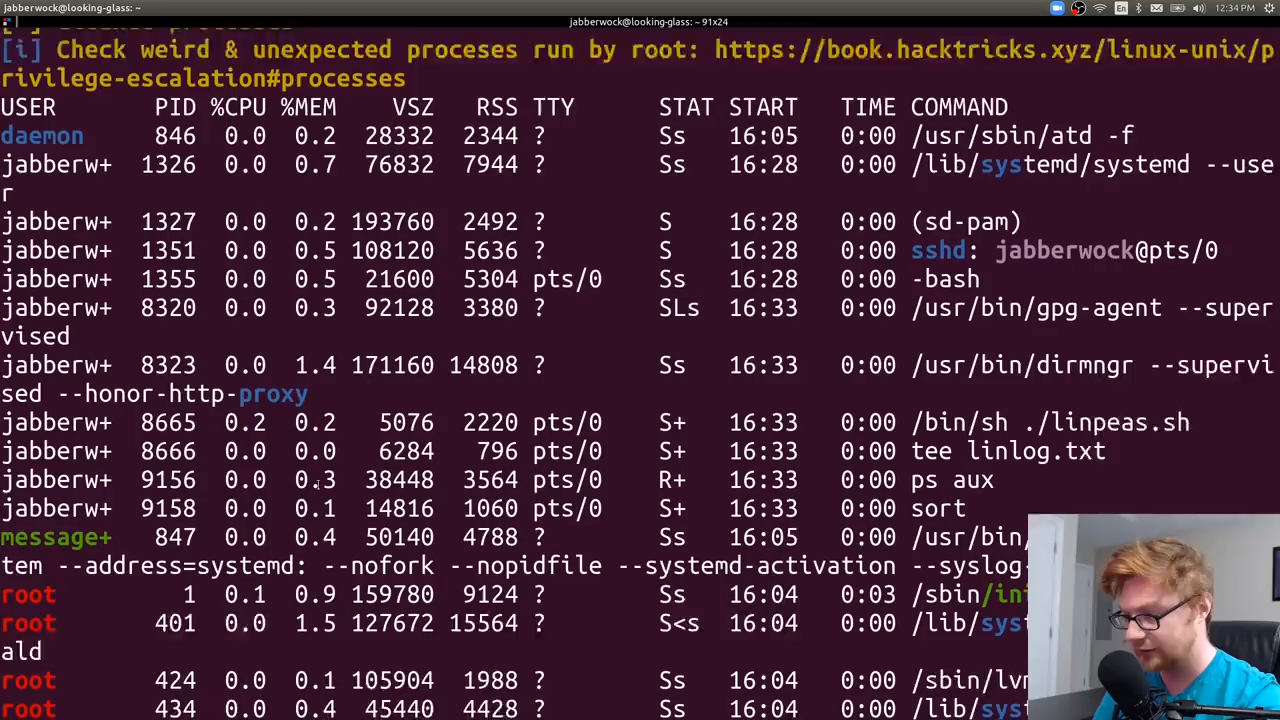 jabberwock@looking-glass: ~
En
12:34 PM
jabberwock@looking-glass: ~ 91x24
[i] Check weird & unexpected proceses run by root: https://book.hacktricks.xyz/linux-unix/p
rivilege-escalation#processes
USER PID %CPU %MEM VSZ RSS TTY STAT START TIME COMMAND
daemon 846 0.0 0.2 28332 2344 ? Ss 16:05 0:00 /usr/sbin/atd -f
jabberw+ 1326 0.0 0.7 76832 7944 ? Ss 16:28 0:00 /lib/systemd/systemd --use
r
jabberw+ 1327 0.0 0.2 193760 2492 ? S 16:28 0:00 (sd-pam)
jabberw+ 1351 0.0 0.5 108120 5636 ? S 16:28 0:00 sshd: jabberwock@pts/0
jabberw+ 1355 0.0 0.5 21600 5304 pts/0 Ss 16:28 0:00 -bash
jabberw+ 8320 0.0 0.3 92128 3380 ? SLs 16:33 0:00 /usr/bin/gpg-agent --super
vised
jabberw+ 8323 0.0 1.4 171160 14808 ? Ss 16:33 0:00 /usr/bin/dirmngr --supervi
sed --honor-http-proxy
jabberw+ 8665 0.2 0.2 5076 2220 pts/0 S+ 16:33 0:00 /bin/sh ./linpeas.sh
jabberw+ 8666 0.0 0.0 6284 796 pts/0 S+ 16:33 0:00 tee linlog.txt
jabberw+ 9156 0.0 0.3 38448 3564 pts/0 R+ 16:33 0:00 ps aux
jabberw+ 9158 0.0 0.1 14816 1060 pts/0 S+ 16:33 0:00 sort
message+ 847 0.0 0.4 50140 4788 ? Ss 16:05 0:00 /usr/bin/
tem --address=systemd: --nofork --nopidfile --systemd-activation --syslog-
root 1 0.1 0.9 159780 9124 ? Ss 16:04 0:03 /sbin/ini
root 401 0.0 1.5 127672 15564 ? S<s 16:04 0:00 /lib/sys
ald
root 424 0.0 0.1 105904 1988 ? Ss 16:04 0:00 /sbin/lvm
root 434 0.0 0.4 45440 4428 ? Ss 16:04 0:00 /lib/sys